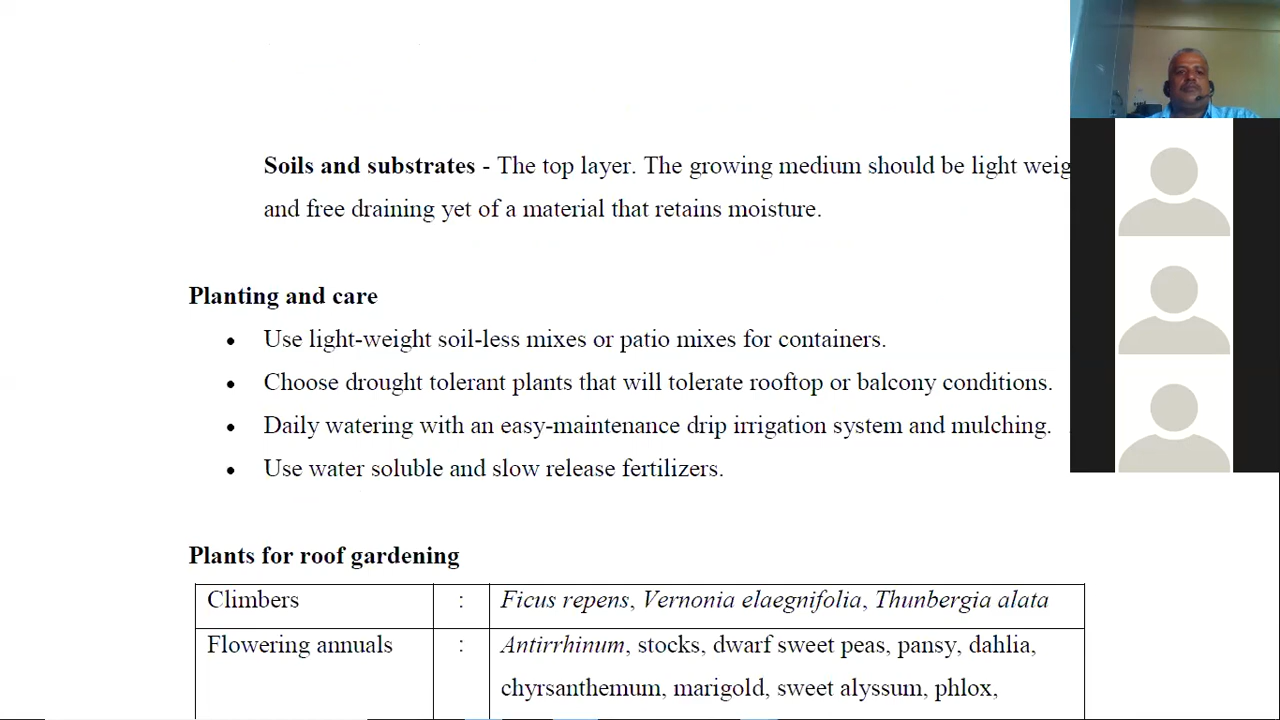 Soils and substrates - The top layer. The growing medium should be light weig
and free draining yet of a material that retains moisture.
Planting and care
• Use light-weight soil-less mixes or patio mixes for containers.
• Choose drought tolerant plants that will tolerate rooftop or balcony conditions.
• Daily watering with an easy-maintenance drip irrigation system and mulching.
• Use water soluble and slow release fertilizers.
Plants for roof gardening
Climbers : Ficus repens, Vernonia elaegnifolia, Thunbergia alata
Flowering annuals : Antirrhinum, stocks, dwarf sweet peas, pansy, dahlia,
chyrsanthemum, marigold, sweet alyssum, phlox,